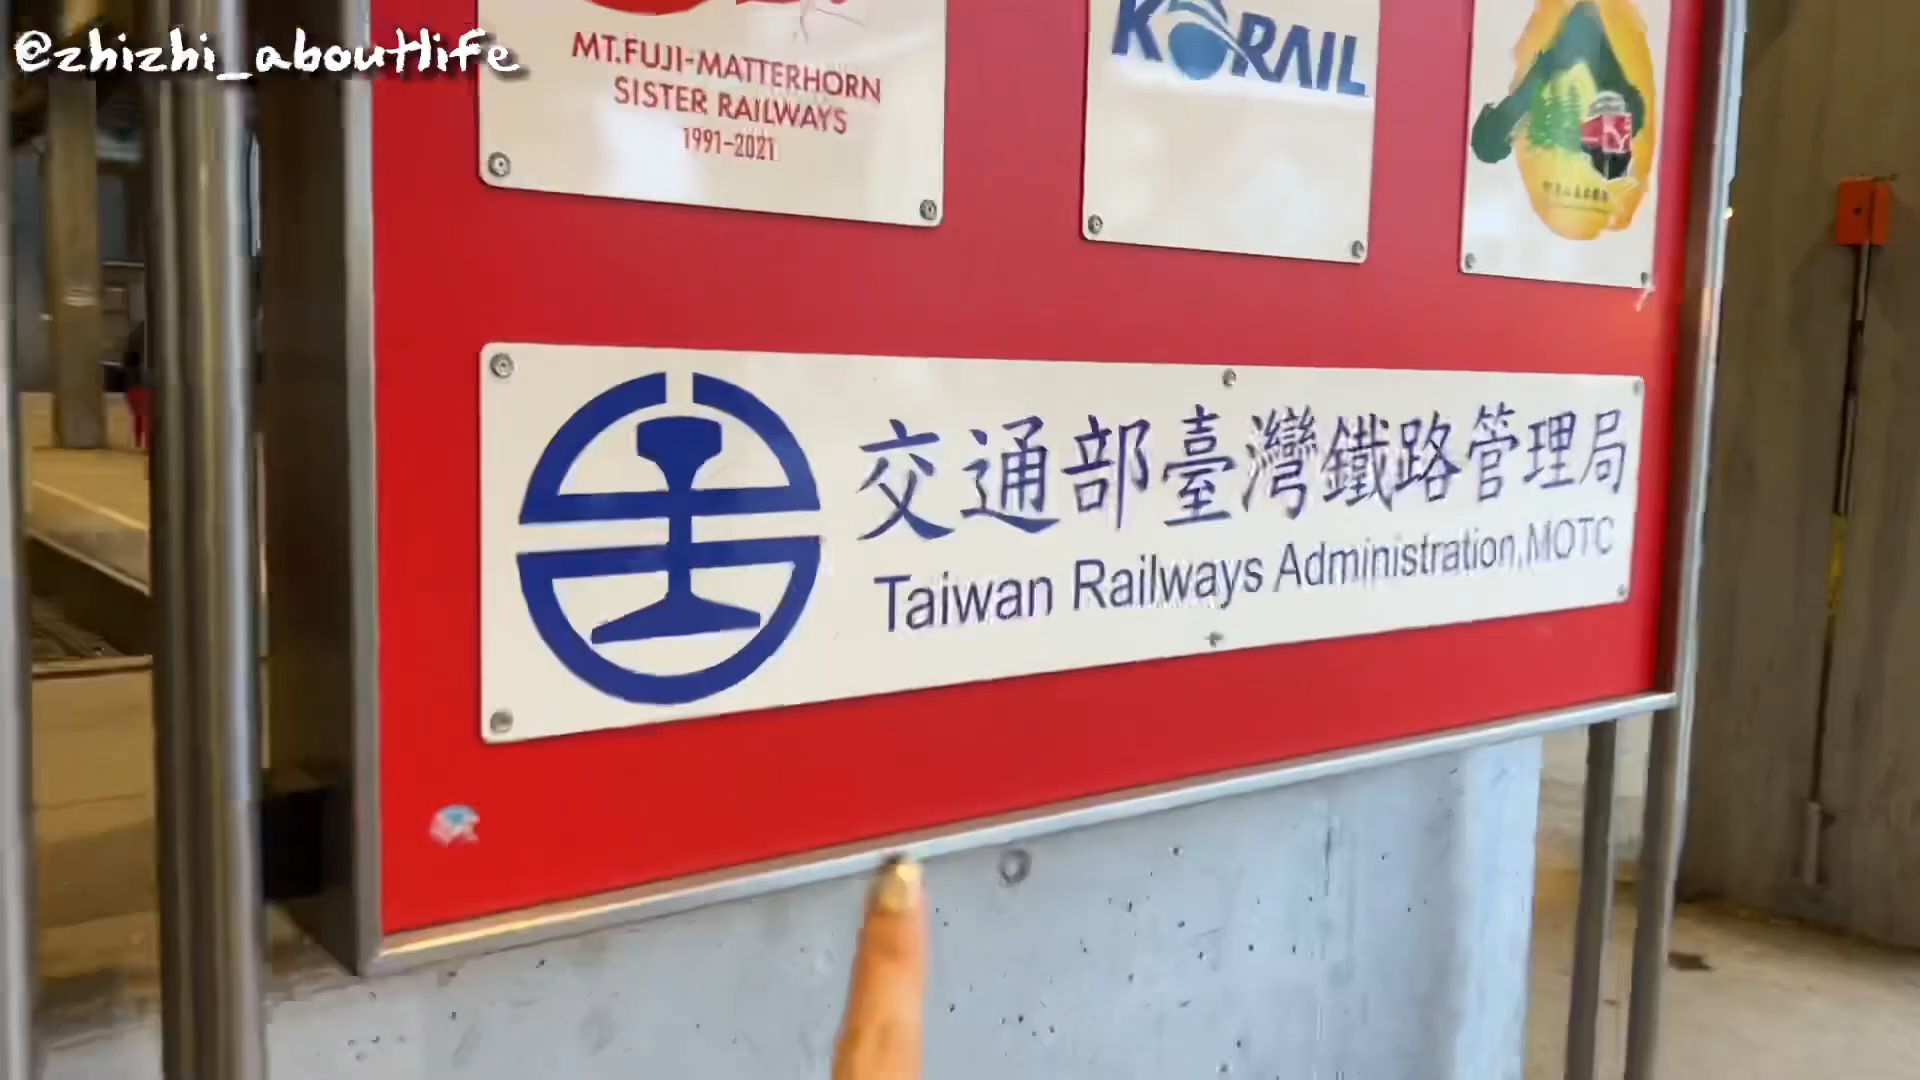 @zhizhi_aboutlife
MT.FUJI-MATTERHORN
SISTER RAILWAYS
1991-2021
KORAIL
交通部臺灣鐵路管理局
Taiwan Railways Administration,MOTC